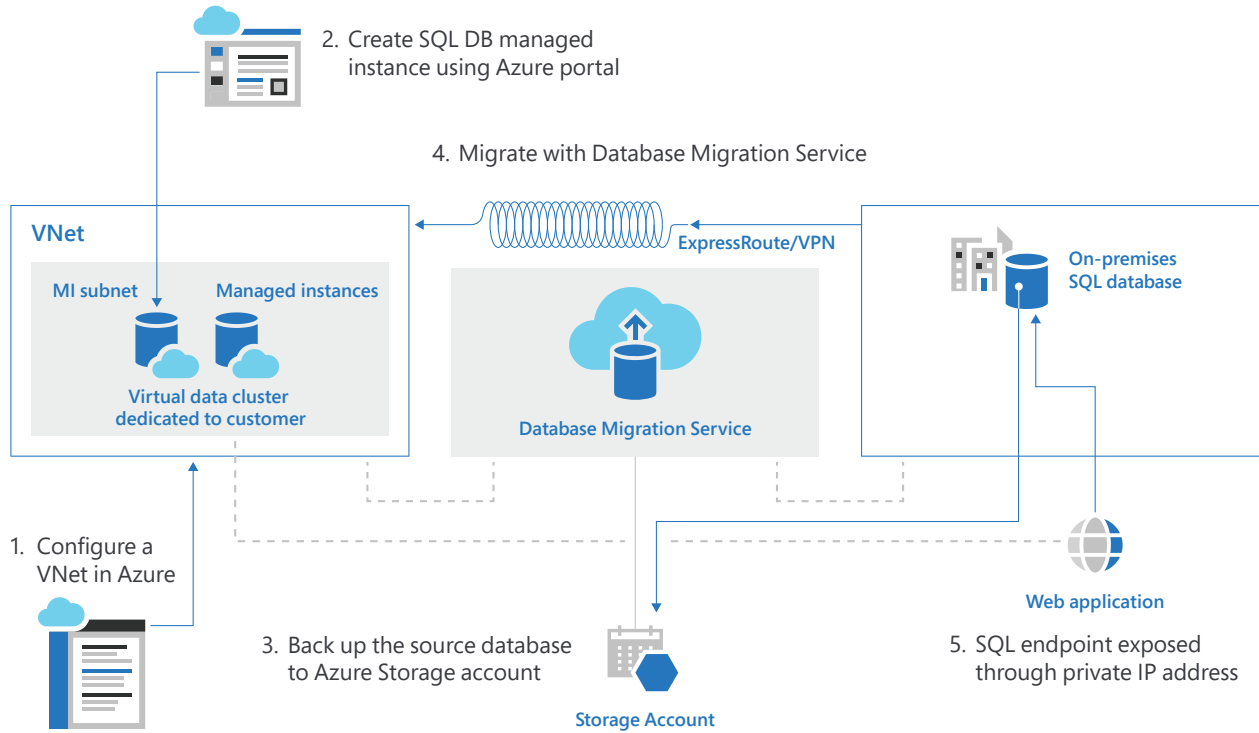 2. Create SQL DB managed
instance using Azure portal
4. Migrate with Database Migration Service
VNet
ExpressRoute/VPN
MI subnet
Managed instances
Virtual data cluster
dedicated to customer
Database Migration Service
On-premises
SQL database
1. Configure a
VNet in Azure
3. Back up the source database
to Azure Storage account
Storage Account
Web application
5. SQL endpoint exposed
through private IP address